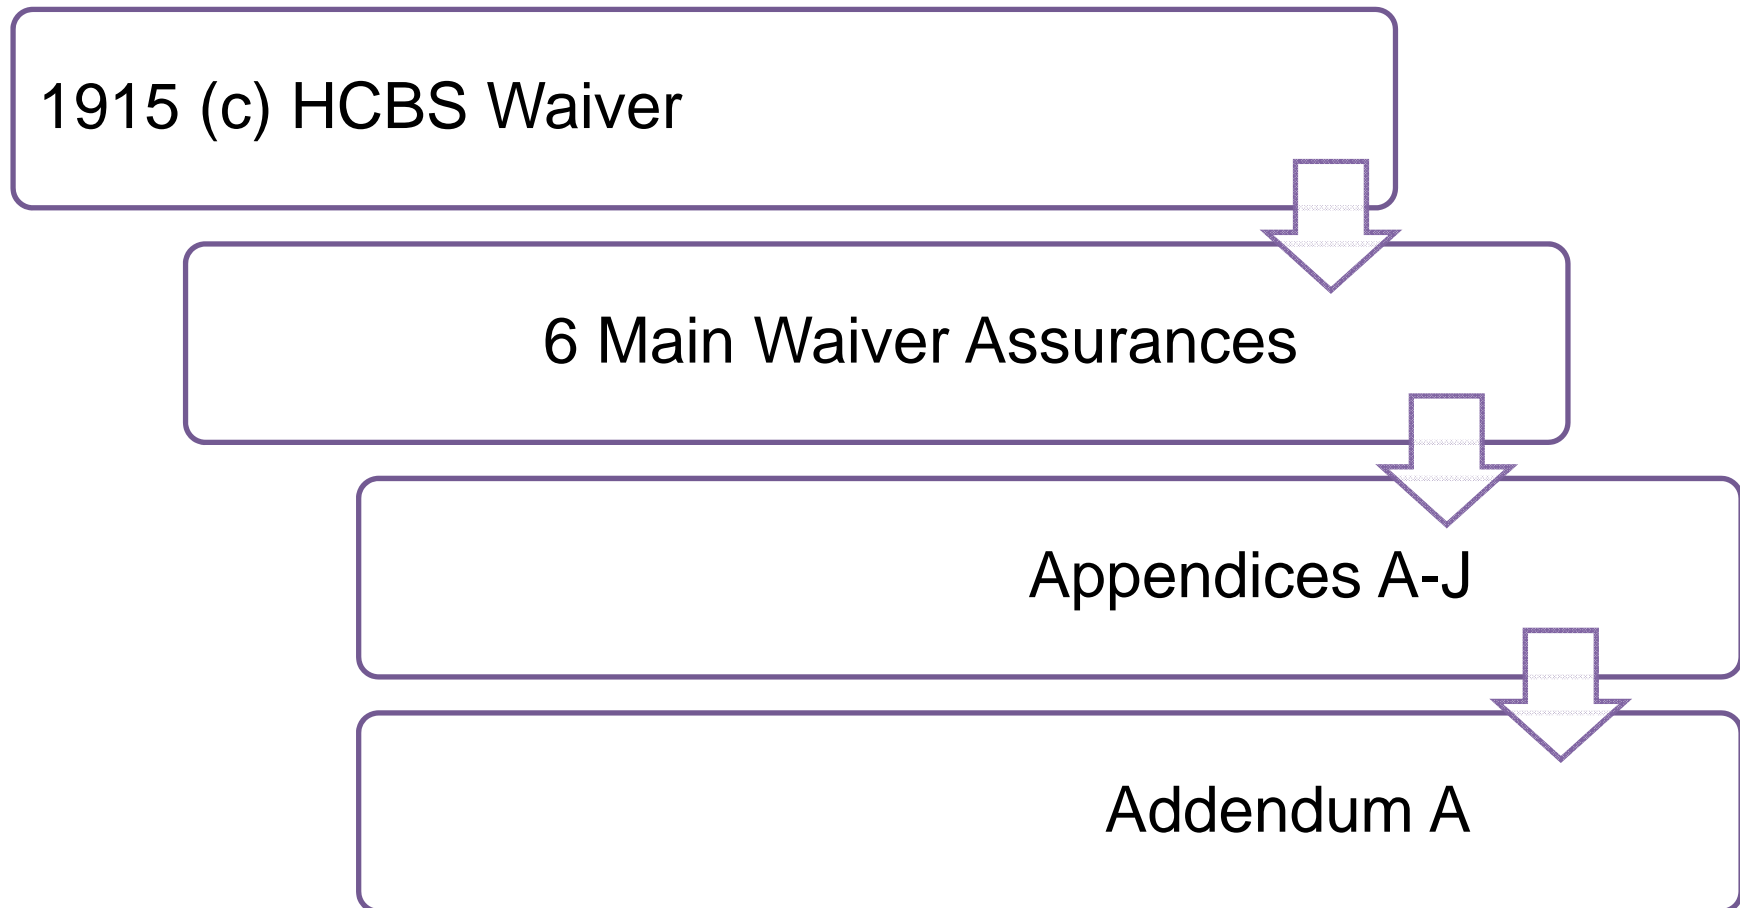 1915 (c) HCBS Waiver
6 Main Waiver Assurances
Appendices A-J
Addendum A